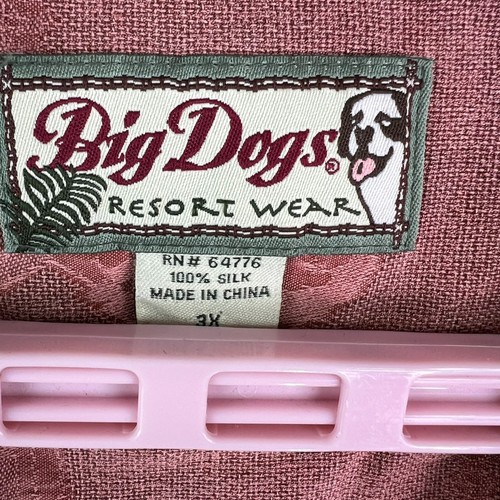 Big Dogs®
RESORT WEAR
RN# 64776
100% SILK
MADE IN CHINA
3X